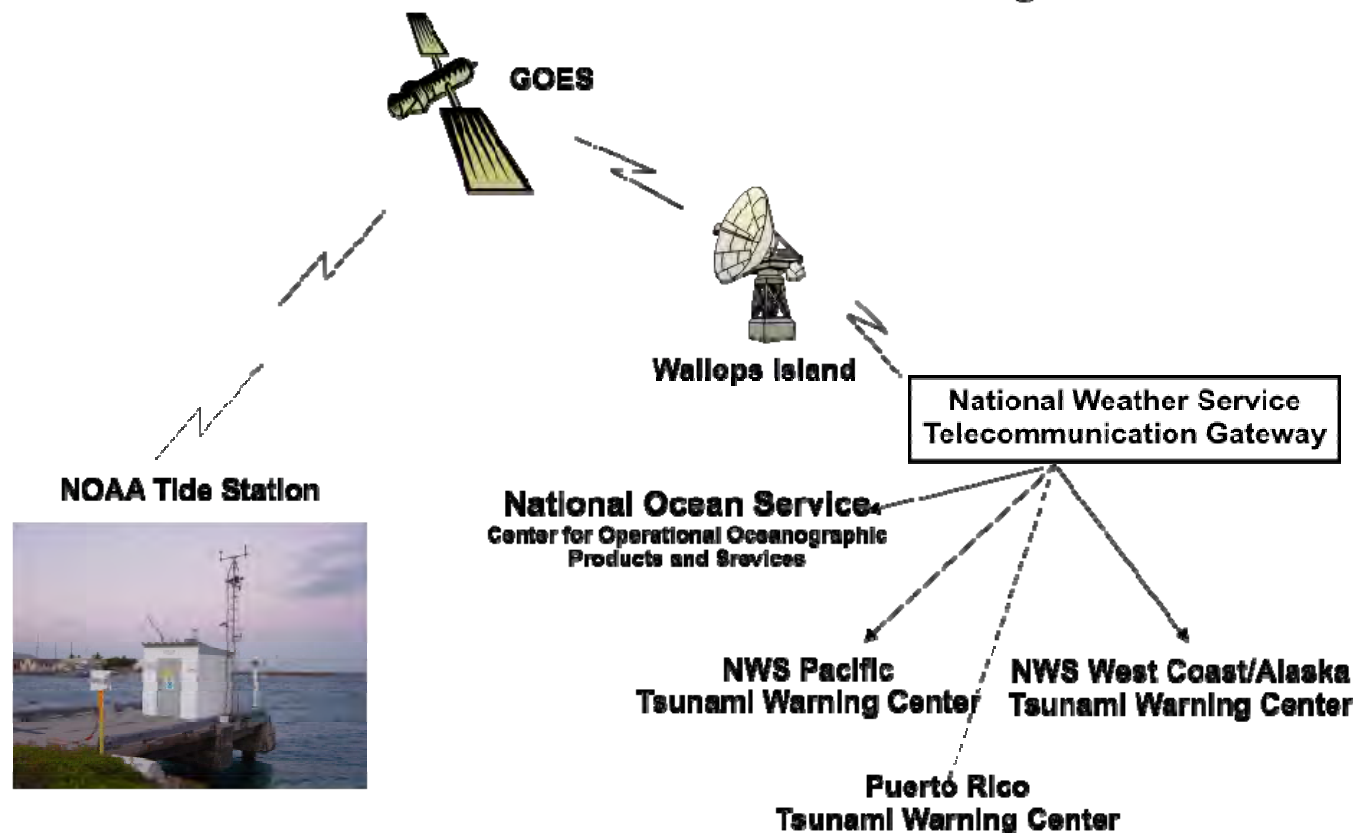 GOES
Wallops Island
National Weather Service
Telecommunication Gateway
NOAA Tide Station
National Ocean Service
Center for Operational Oceanographic
Products and Srevices
NWS Pacific
Tsunami Warning Center
NWS West Coast/Alaska
Tsunami Warning Center
Puerto Rico
Tsunami Warning Center